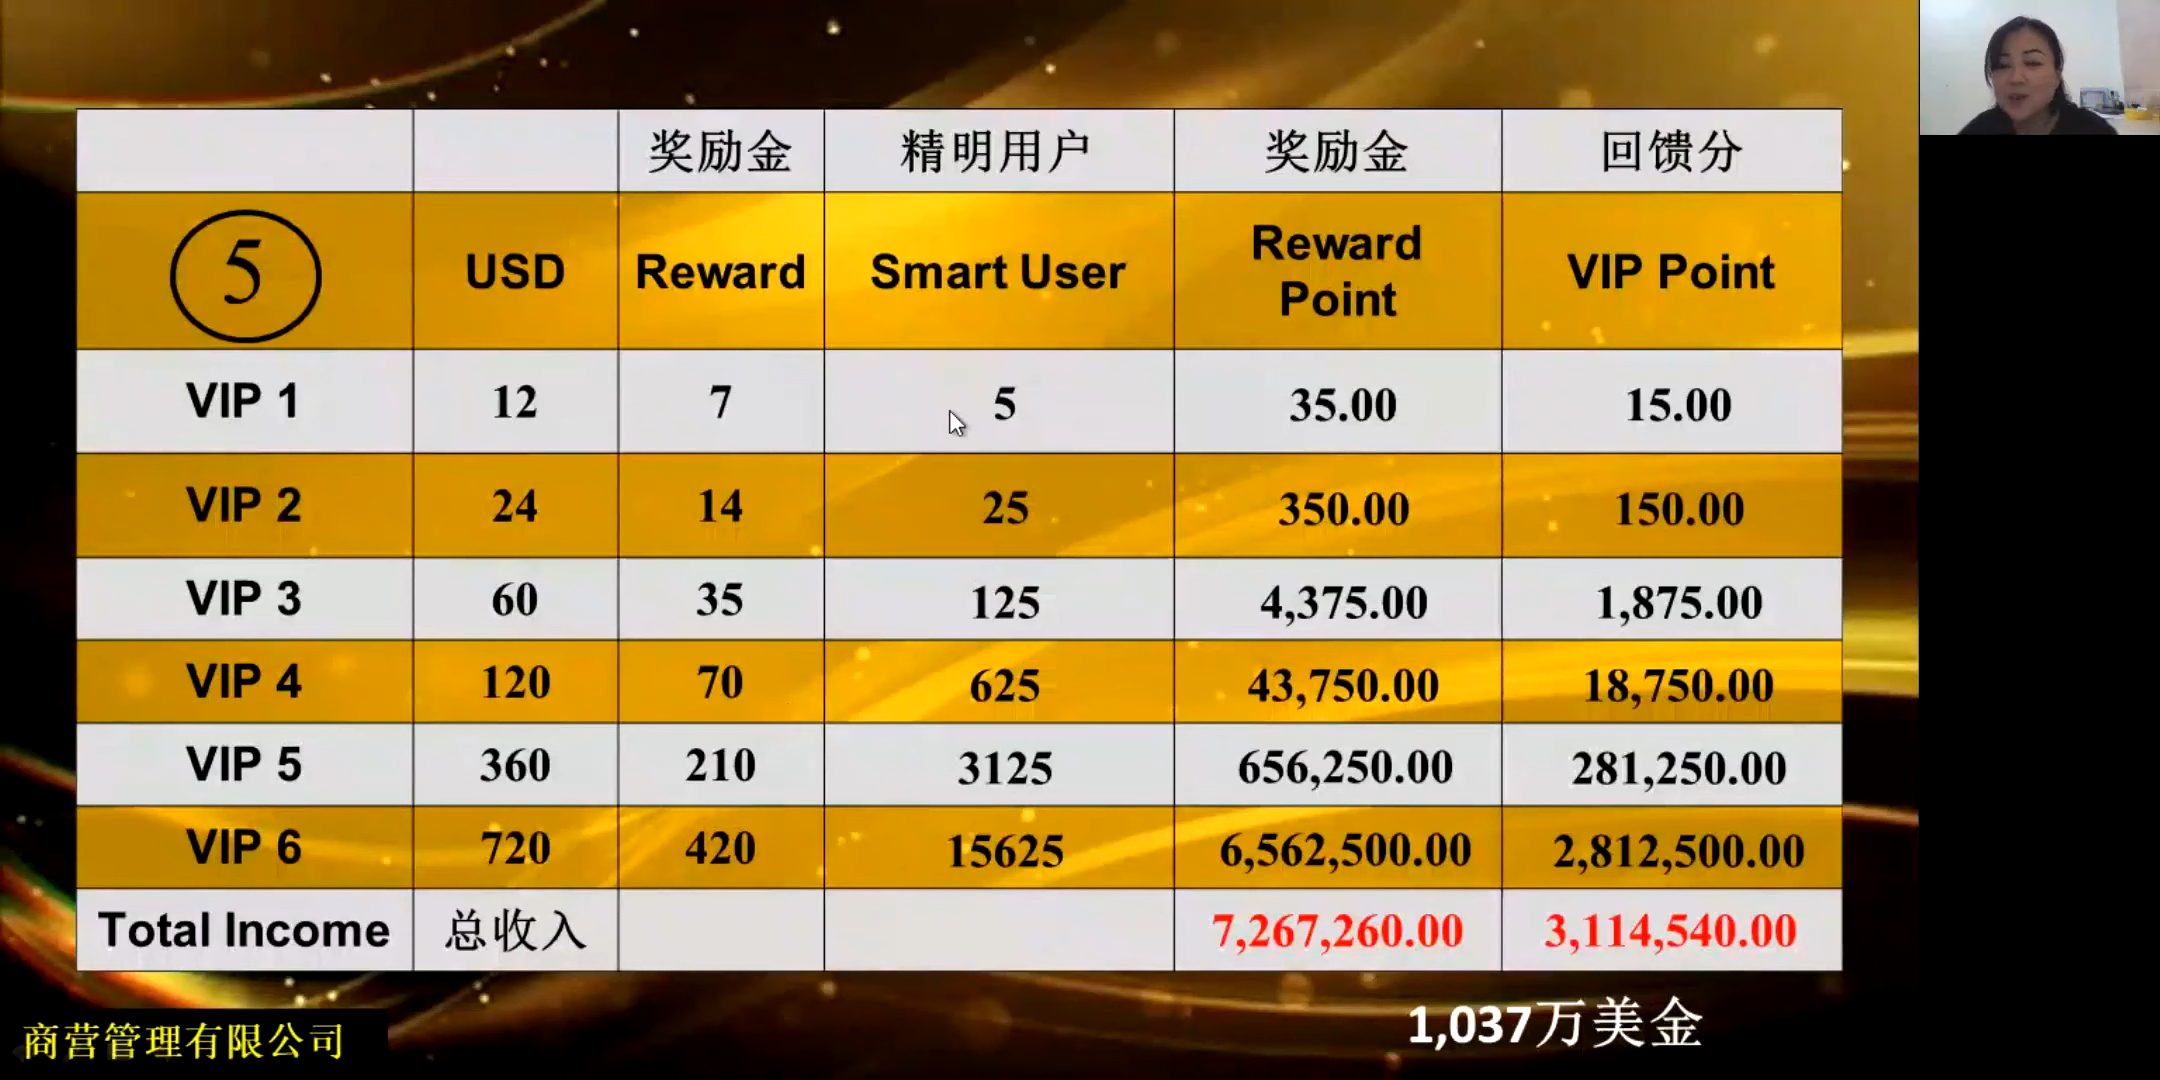 奖励金 精明用户 奖励金 回馈分
5 USD Reward Smart User Reward Point VIP Point
VIP 1 12 7 5 35.00 15.00
VIP 2 24 14 25 350.00 150.00
VIP 3 60 35 125 4,375.00 1,875.00
VIP 4 120 70 625 43,750.00 18,750.00
VIP 5 360 210 3125 656,250.00 281,250.00
VIP 6 720 420 15625 6,562,500.00 2,812,500.00
Total Income 总收入 7,267,260.00 3,114,540.00
1,037万美金
商营管理有限公司